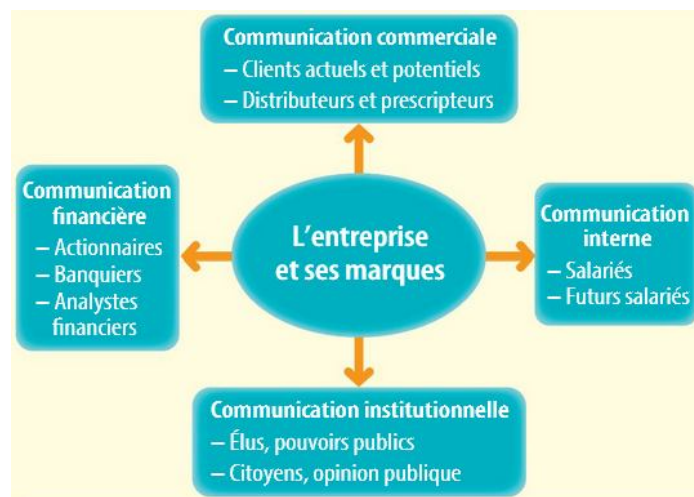 Communication commerciale
– Clients actuels et potentiels
– Distributeurs et prescripteurs
Communication
financière
– Actionnaires
– Banquiers
– Analystes
financiers
L'entreprise
et ses marques
Communication
interne
– Salariés
– Futurs salariés
Communication institutionnelle
– Élus, pouvoirs publics
– Citoyens, opinion publique